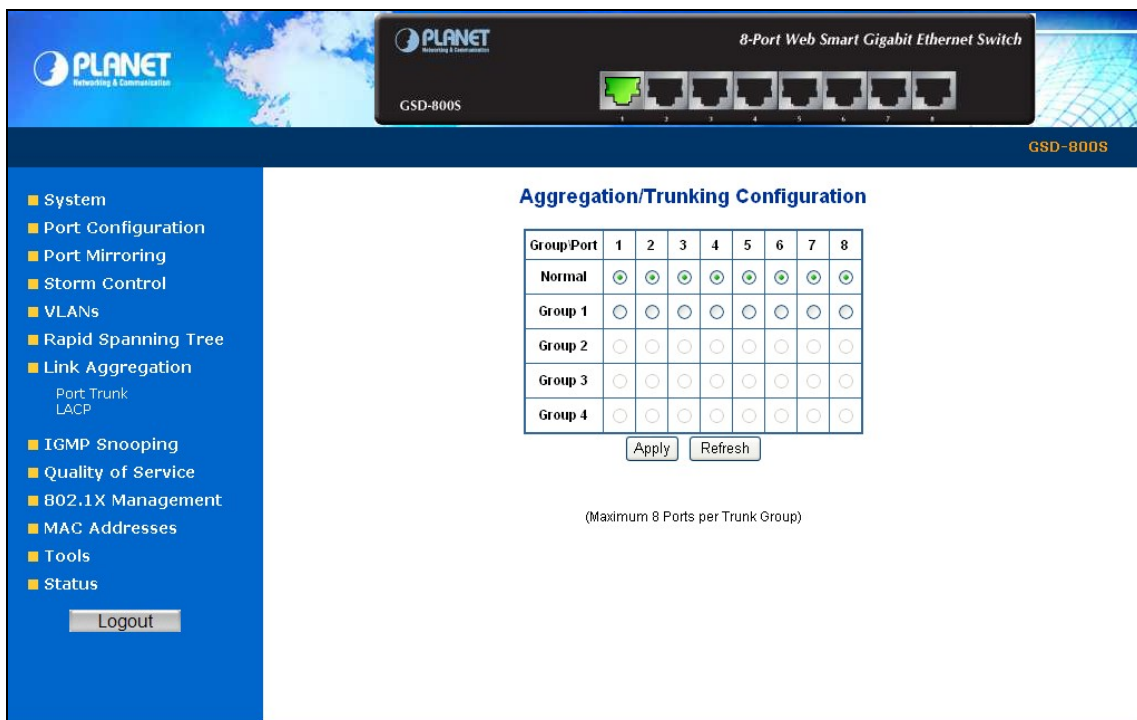 PLANET
Networking & Communication
PLANET
Networking & Communication
8-Port Web Smart Gigabit Ethernet Switch
GSD-800S
1 2 3 4 5 6 7 8
GSD-800S
System
Port Configuration
Port Mirroring
Storm Control
VLANs
Rapid Spanning Tree
Link Aggregation
Port Trunk
LACP
IGMP Snooping
Quality of Service
802.1X Management
MAC Addresses
Tools
Status
Logout
Aggregation/Trunking Configuration
Group\Port 1 2 3 4 5 6 7 8
Normal
Group 1
Group 2
Group 3
Group 4
Apply Refresh
(Maximum 8 Ports per Trunk Group)